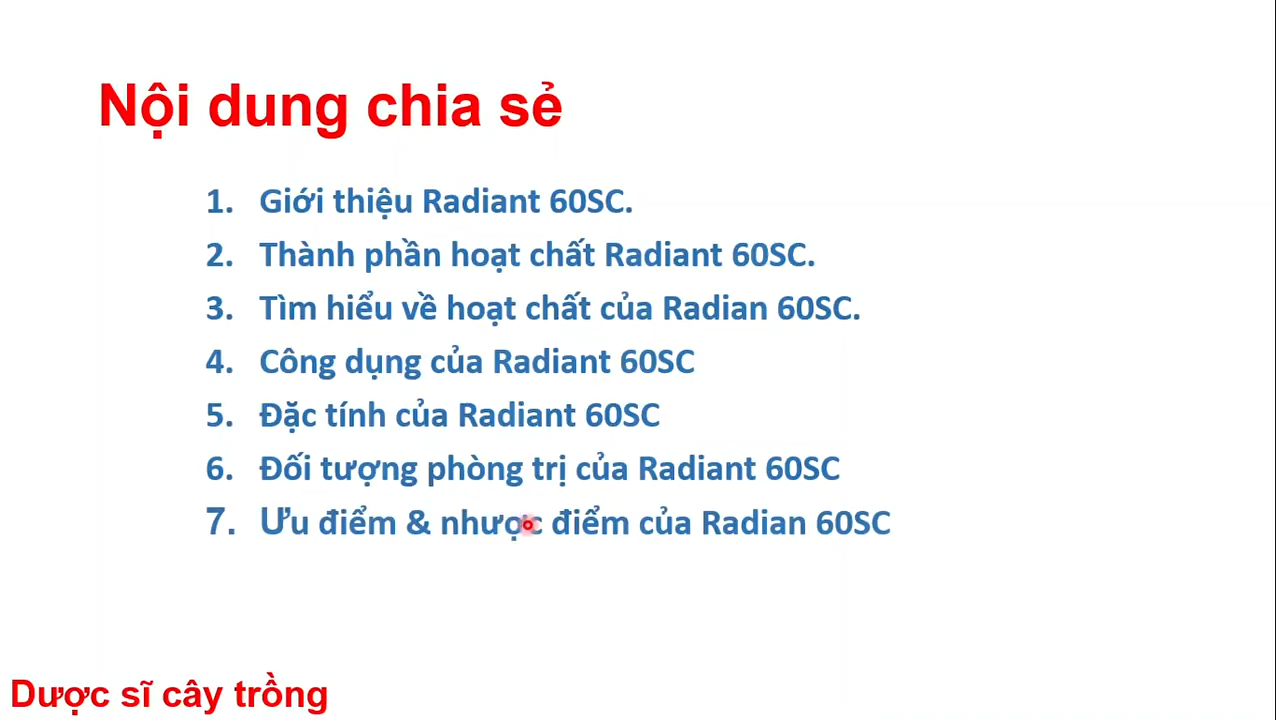 Nội dung chia sẻ
1. Giới thiệu Radiant 60SC.
2. Thành phần hoạt chất Radiant 60SC.
3. Tìm hiểu về hoạt chất của Radian 60SC.
4. Công dụng của Radiant 60SC
5. Đặc tính của Radiant 60SC
6. Đối tượng phòng trị của Radiant 60SC
7. Ưu điểm & nhược điểm của Radian 60SC
Dược sĩ cây trồng